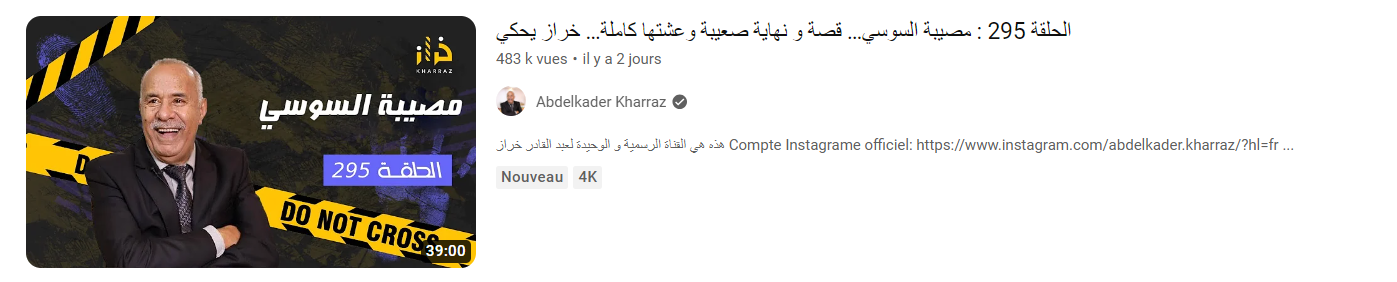 خراز
KHARRAZ
مصيبة السوسي
الحلقة 295
DO NOT CROSS
39:00
الحلقة 295 : مصيبة السوسي... قصة و نهاية صعيبة وعشتها كاملة... خراز يحكي
483 k vues • il y a 2 jours
Abdelkader Kharraz
هذه هي القناة الرسمية و الوحيدة لعبد القادر خراز Compte Instagrame officiel: https://www.instagram.com/abdelkader.kharraz/?hl=fr ...
Nouveau 4K